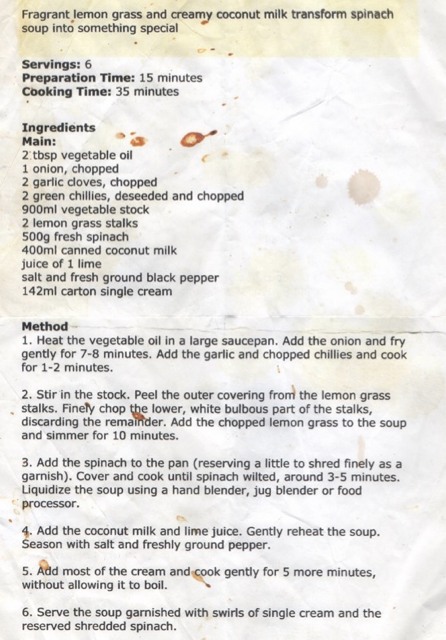 Fragrant lemon grass and creamy coconut milk transform spinach
soup into something special
Servings: 6
Preparation Time: 15 minutes
Cooking Time: 35 minutes
Ingredients
Main:
2 tbsp vegetable oil
1 onion, chopped
2 garlic cloves, chopped
2 green chillies, deseeded and chopped
900ml vegetable stock
2 lemon grass stalks
500g fresh spinach
400ml canned coconut milk
juice of 1 lime
salt and fresh ground black pepper
142ml carton single cream
Method
1. Heat the vegetable oil in a large saucepan. Add the onion and fry
gently for 7-8 minutes. Add the garlic and chopped chillies and cook
for 1-2 minutes.
2. Stir in the stock. Peel the outer covering from the lemon grass
stalks. Finely chop the lower, white bulbous part of the stalks,
discarding the remainder. Add the chopped lemon grass to the soup
and simmer for 10 minutes.
3. Add the spinach to the pan (reserving a little to shred finely as a
garnish). Cover and cook until spinach wilted, around 3-5 minutes.
Liquidize the soup using a hand blender, jug blender or food
processor.
4. Add the coconut milk and lime juice. Gently reheat the soup.
Season with salt and freshly ground pepper.
5. Add most of the cream and cook gently for 5 more minutes,
without allowing it to boil.
6. Serve the soup garnished with swirls of single cream and the
reserved shredded spinach.